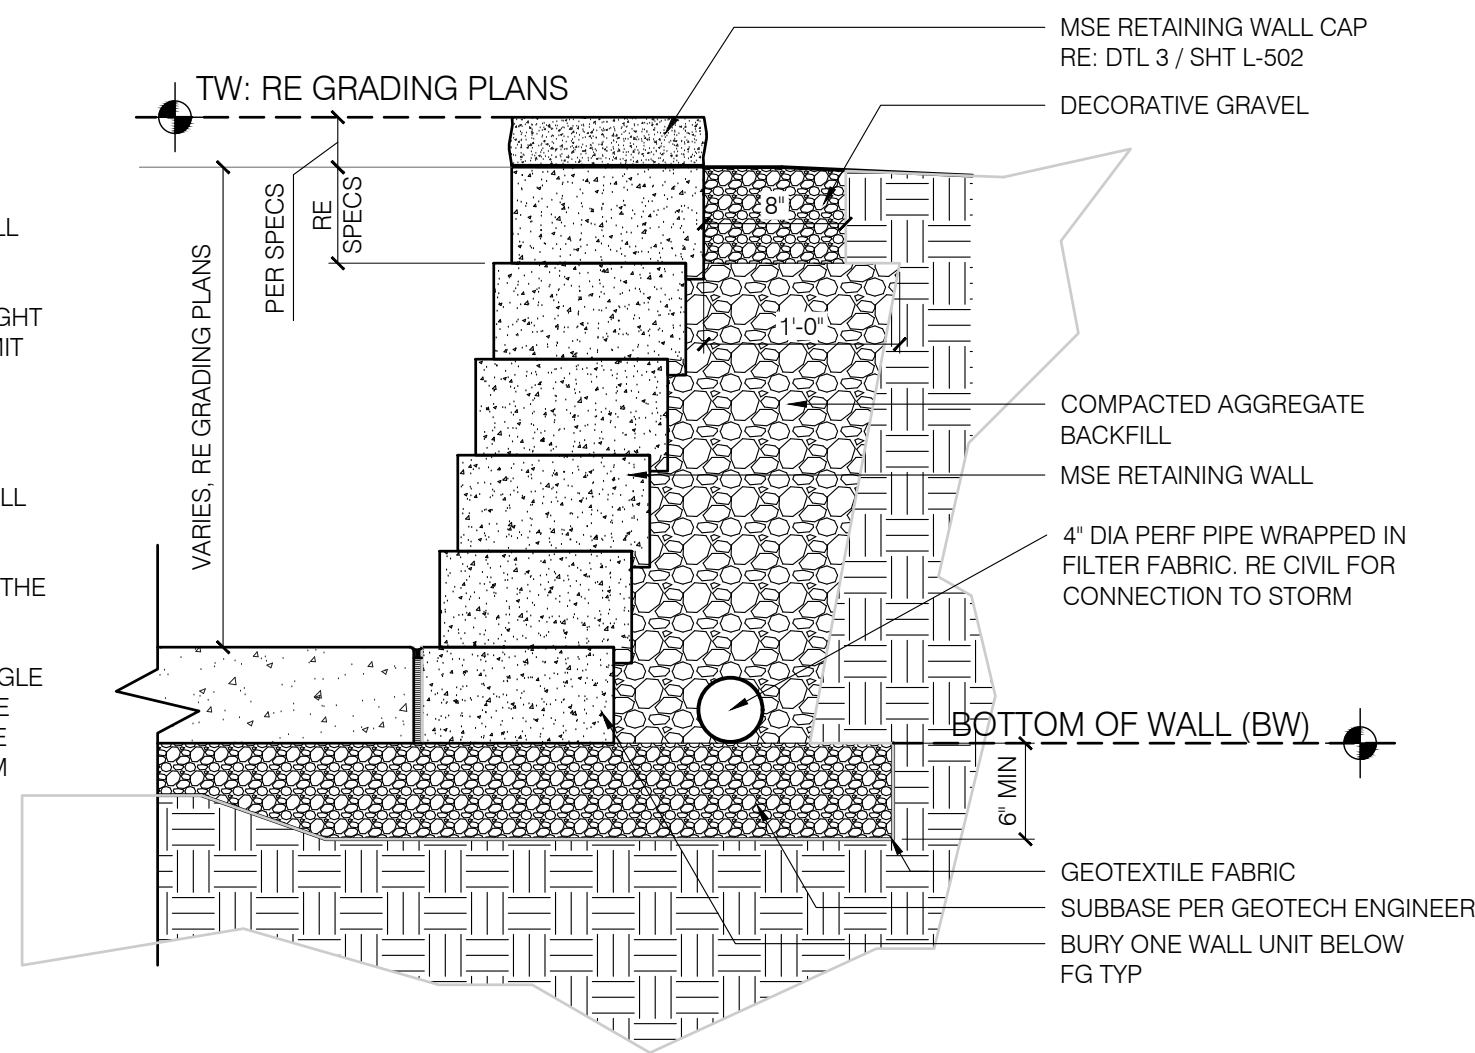 MSE RETAINING WALL CAP
RE: DTL 3 / SHT L-502
TW: RE GRADING PLANS
DECORATIVE GRAVEL
PER SPECS
RE
SPECS
8"
VARIES, RE GRADING PLANS
1'-0"
COMPACTED AGGREGATE
BACKFILL
MSE RETAINING WALL
4" DIA PERF PIPE WRAPPED IN
FILTER FABRIC. RE CIVIL FOR
CONNECTION TO STORM
THE
BOTTOM OF WALL (BW)
6" MIN
GEOTEXTILE FABRIC
SUBBASE PER GEOTECH ENGINEER
BURY ONE WALL UNIT BELOW
FG TYP